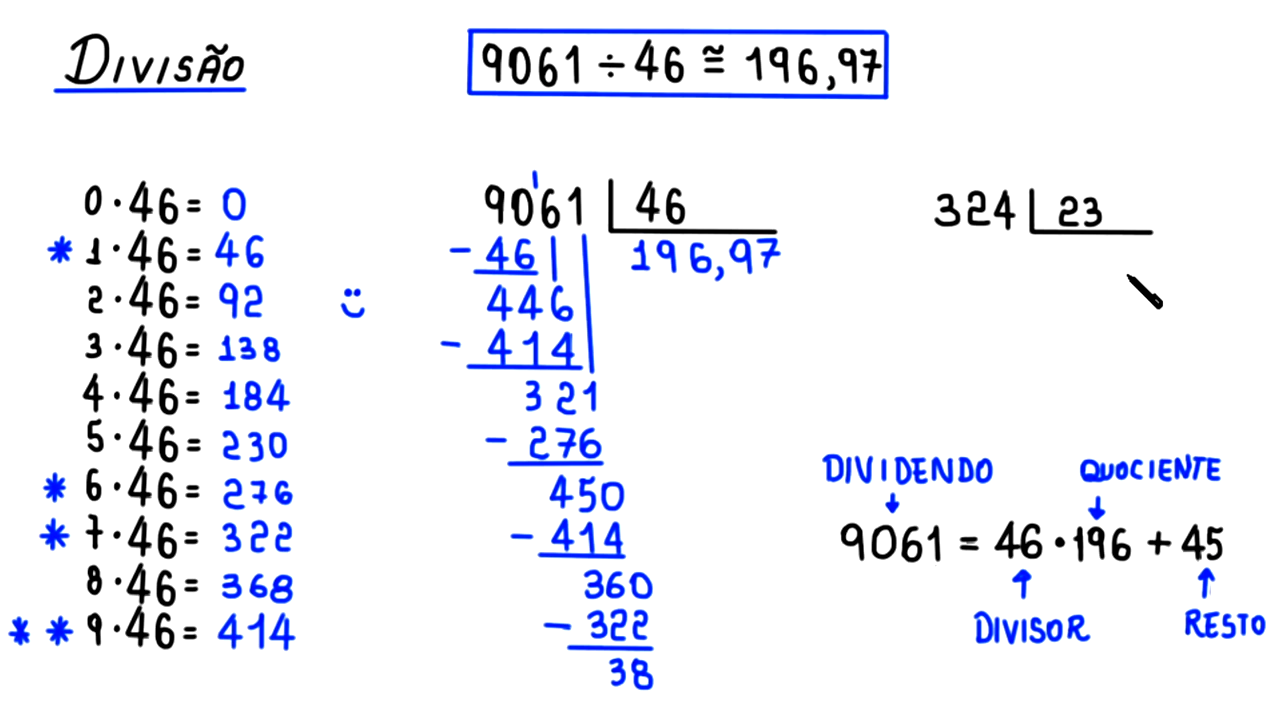 DIVISÃO
9061 ÷ 46 ≅ 196,97
0 · 46 = 0
* 1 · 46 = 46
2 · 46 = 92
3 · 46 = 138
4 · 46 = 184
5 · 46 = 230
* 6 · 46 = 276
* 7 · 46 = 322
8 · 46 = 368
* * 9 · 46 = 414
9061 46
- 46 196,97
446
- 414
321
- 276
450
- 414
360
- 322
38
324 23
DIVIDENDO QUOCIENTE
9061 = 46 · 196 + 45
DIVISOR RESTO